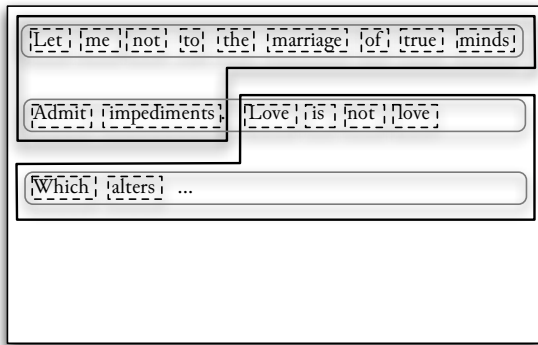 Let me not to the marriage of true minds
Admit impediments. Love is not love
Which alters ...